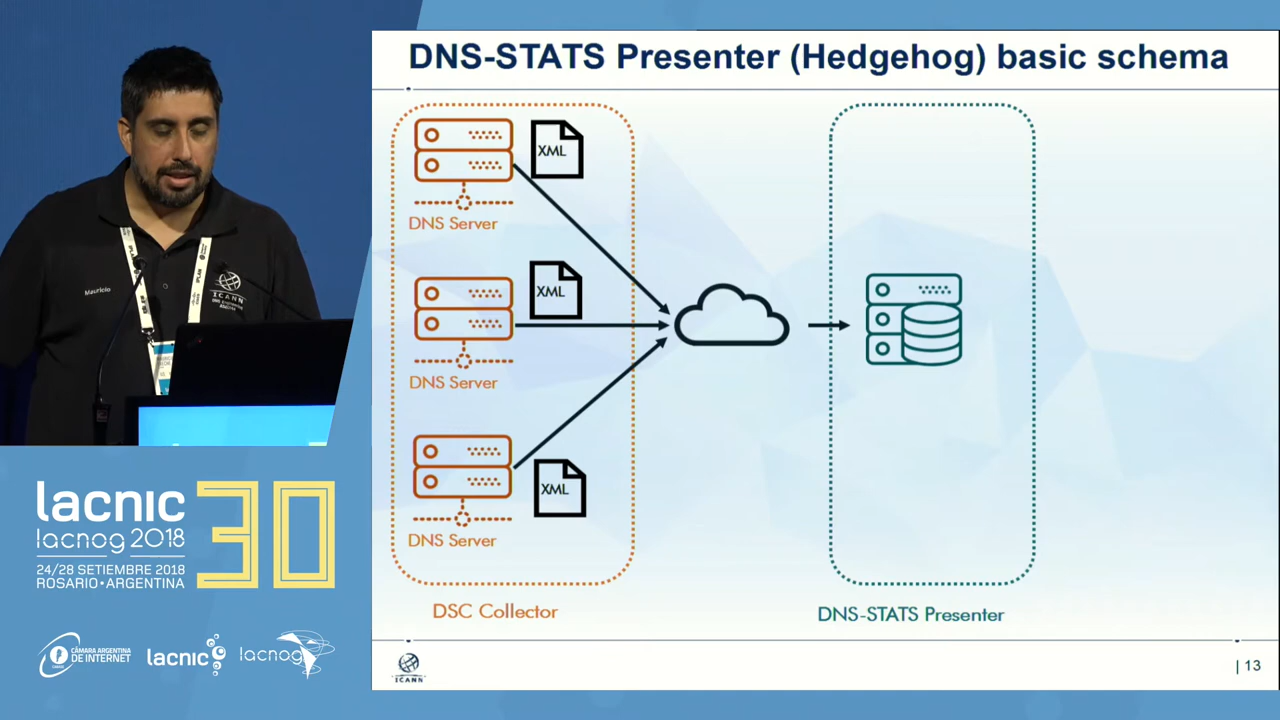 DNS-STATS Presenter (Hedgehog) basic schema
XML
DNS Server
XML
DNS Server
XML
DNS Server
DSC Collector
DNS-STATS Presenter
ICANN
| 13
Mauricio
ICANN
lacnic 30
lacnog 2018
24/28 SETIEMBRE 2018
ROSARIO • ARGENTINA
CÁMARA ARGENTINA
DE INTERNET
lacnic
lacnog